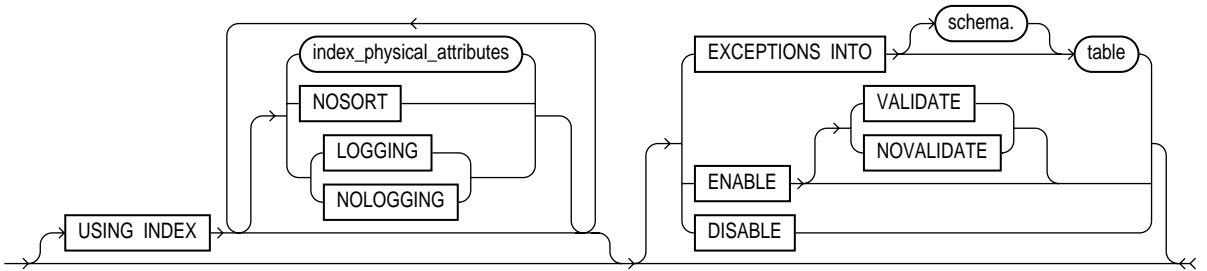 schema.
index_physical_attributes
EXCEPTIONS INTO
table
NOSORT
VALIDATE
LOGGING
NOVALIDATE
NOLOGGING
ENABLE
USING INDEX
DISABLE